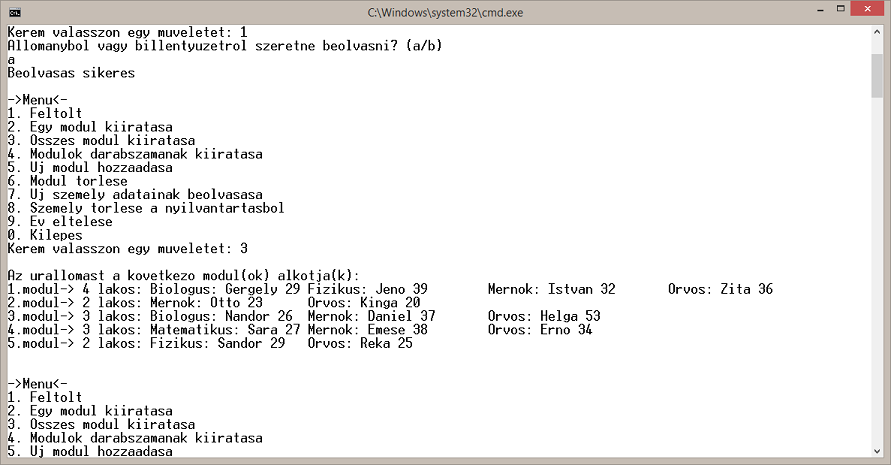 C:\Windows\system32\cmd.exe
Kerem valasszon egy muveletet: 1
Allomanybol vagy billentyuzetrol szeretne beolvasni? (a/b)
a
Beolvasas sikeres
->Menu<-
1. Feltolt
2. Egy modul kiiratasa
3. Osszes modul kiiratasa
4. Modulok darabszamanak kiiratasa
5. Uj modul hozzaadasa
6. Modul torlese
7. Uj szemely adatainak beolvasasa
8. Szemely torlese a nyilvantartasbol
9. Ev eltelese
0. Kilepes
Kerem valasszon egy muveletet: 3
Az urallomast a kovetkezo modul(ok) alkotja(k):
1.modul-> 4 lakos: Biologus: Gergely 29 Fizikus: Jeno 39 Mernok: Istvan 32 Orvos: Zita 36
2.modul-> 2 lakos: Mernok: Otto 23 Orvos: Kinga 20
3.modul-> 3 lakos: Biologus: Nandor 26 Mernok: Daniel 37 Orvos: Helga 53
4.modul-> 3 lakos: Matematikus: Sara 27 Mernok: Emese 38 Orvos: Erno 34
5.modul-> 2 lakos: Fizikus: Sandor 29 Orvos: Reka 25
->Menu<-
1. Feltolt
2. Egy modul kiiratasa
3. Osszes modul kiiratasa
4. Modulok darabszamanak kiiratasa
5. Uj modul hozzaadasa